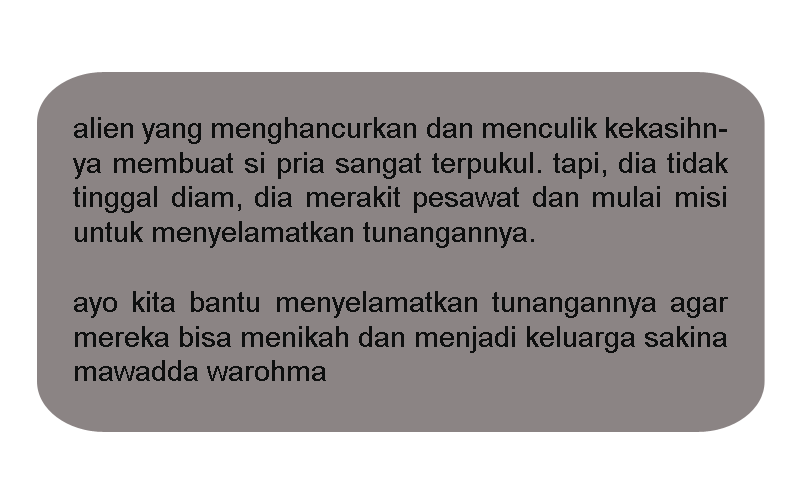 alien yang menghancurkan dan menculik kekasihn-
ya membuat si pria sangat terpukul. tapi, dia tidak
tinggal diam, dia merakit pesawat dan mulai misi
untuk menyelamatkan tunangannya.
ayo kita bantu menyelamatkan tunangannya agar
mereka bisa menikah dan menjadi keluarga sakina
mawadda warohma